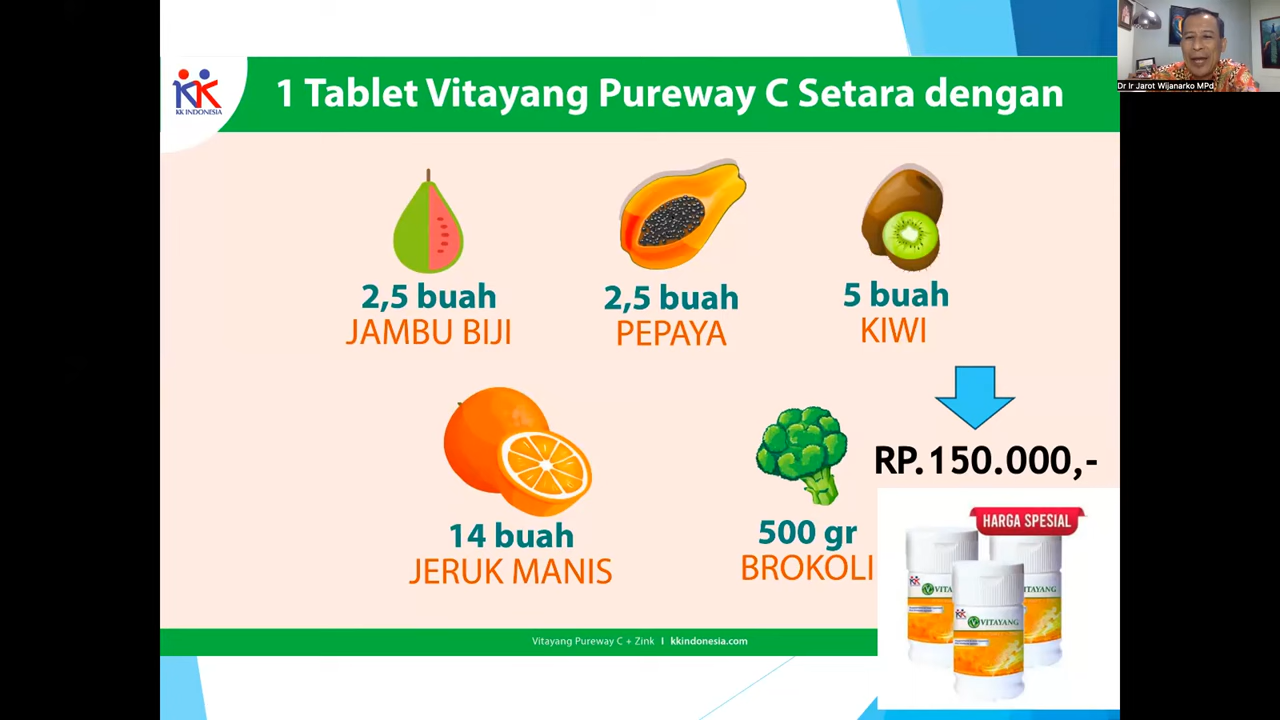 KK INDONESIA
1 Tablet Vitayang Pureway C Setara dengan
Dr Ir Jarot Wijanarko MPd,
2,5 buah
JAMBU BIJI
2,5 buah
PEPAYA
5 buah
KIWI
14 buah
JERUK MANIS
500 gr
BROKOLI
RP.150.000,-
HARGA SPESIAL
VITA
VITAYANG
ITAYANG
Vitayang Pureway C + Zink I kkindonesia.com